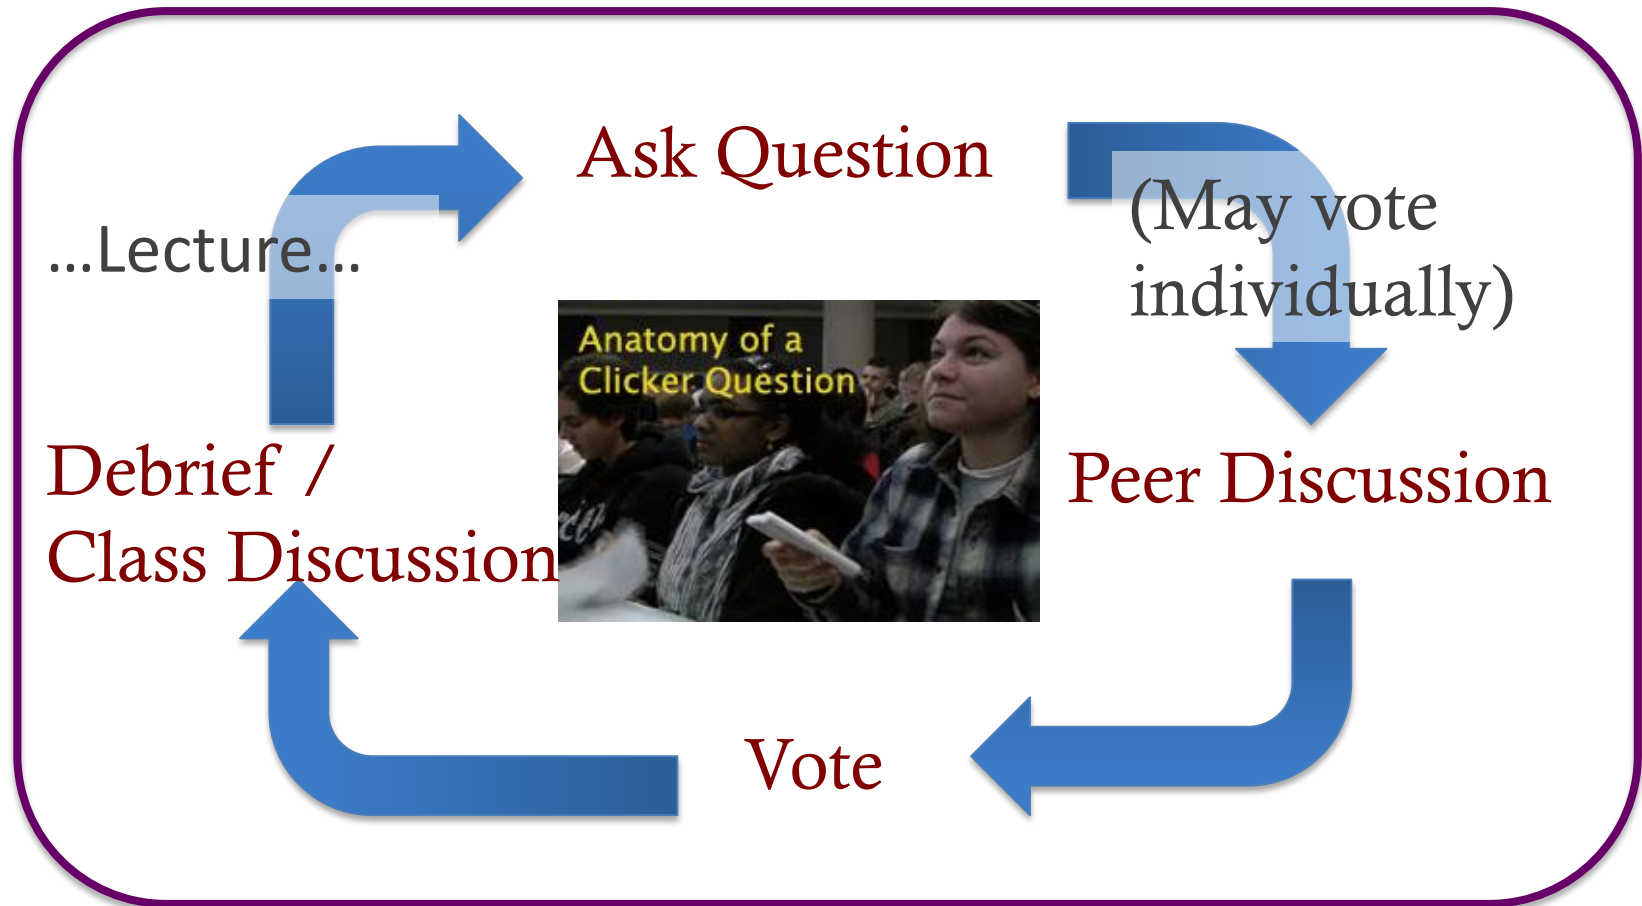 Ask Question
(May vote
individually)
…Lecture…
Anatomy of a
Clicker Question
Debrief /
Class Discussion
Peer Discussion
Vote